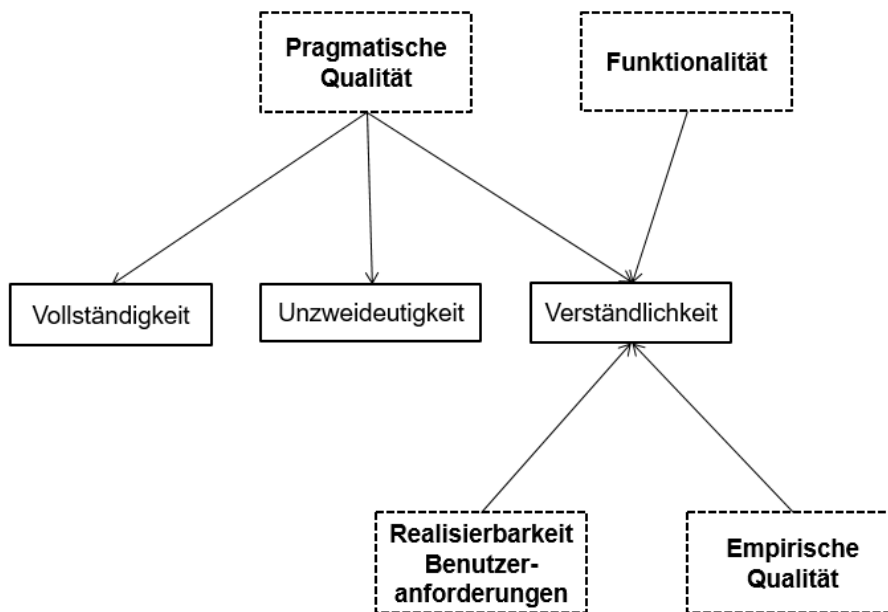 Pragmatische
Qualität
Funktionalität
Vollständigkeit
Unzweideutigkeit
Verständlichkeit
Realisierbarkeit
Benutzer-
anforderungen
Empirische
Qualität